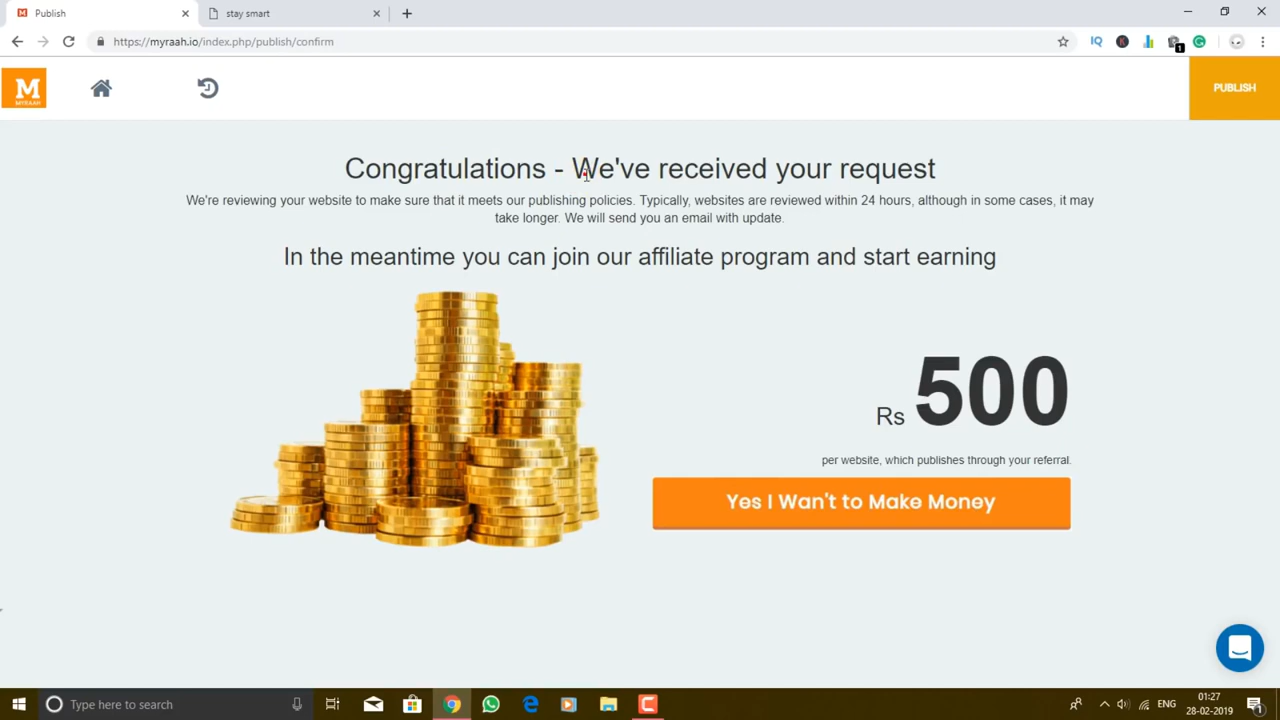 Publish
stay smart
https://myraah.io/index.php/publish/confirm
IQ
K
1
M
MYRAAH
PUBLISH
Congratulations - We've received your request
We're reviewing your website to make sure that it meets our publishing policies. Typically, websites are reviewed within 24 hours, although in some cases, it may
take longer. We will send you an email with update.
In the meantime you can join our affiliate program and start earning
Rs 500
per website, which publishes through your referral.
Yes I Wan't to Make Money
Type here to search
ENG
01:27
28-02-2019
1